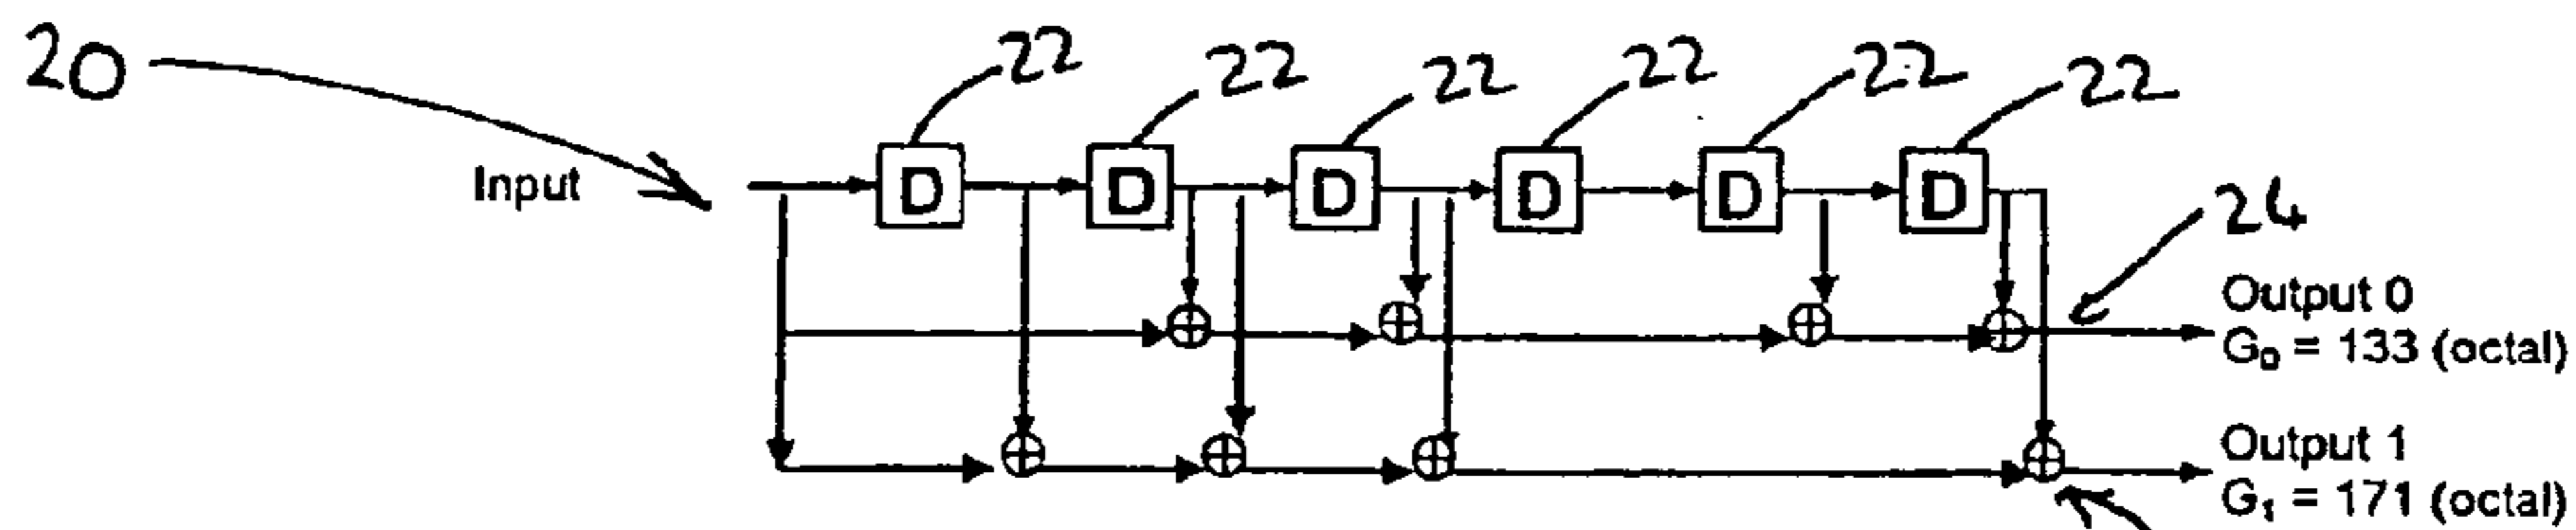 20
22 22 22 22 22 22
Input
D D D D D D
24
Output 0
G₀ = 133 (octal)
Output 1
G₁ = 171 (octal)